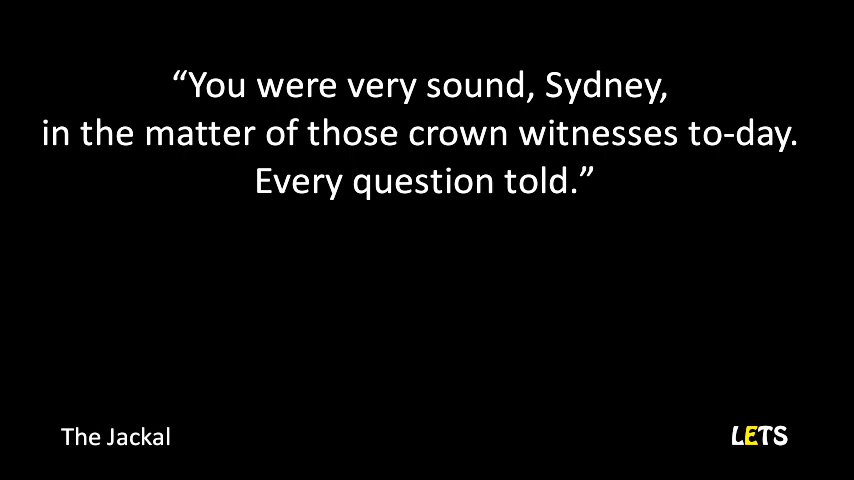 “You were very sound, Sydney,
in the matter of those crown witnesses to-day.
Every question told.”
The Jackal
LETS